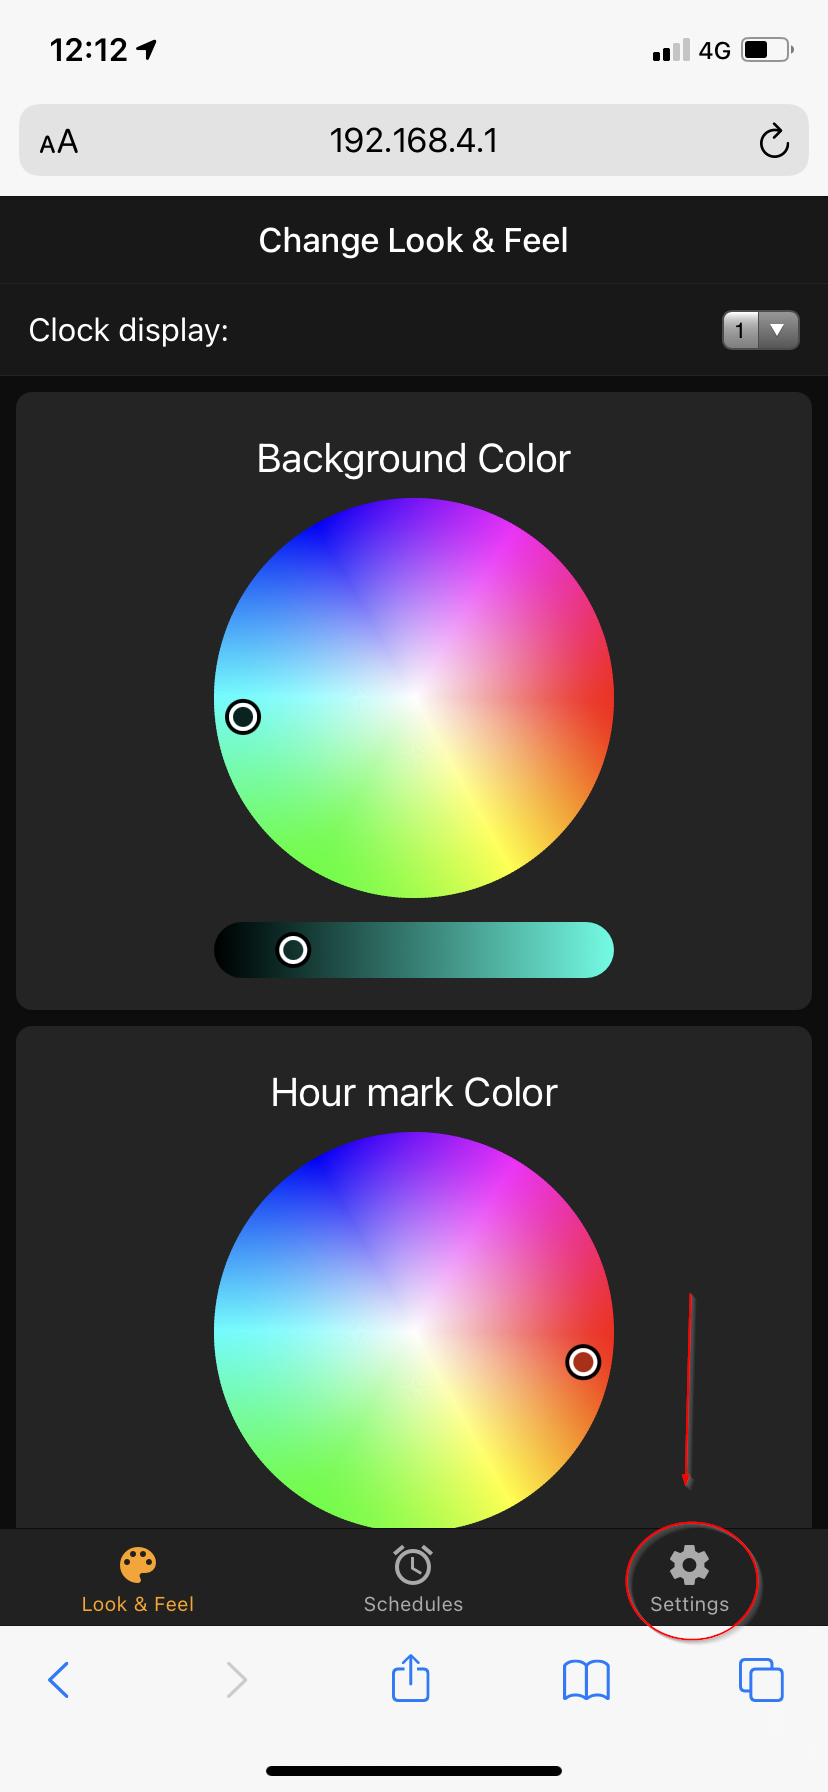 12:12
4G
AA
192.168.4.1
Change Look & Feel
Clock display:
1
Background Color
Hour mark Color
Look & Feel
Schedules
Settings